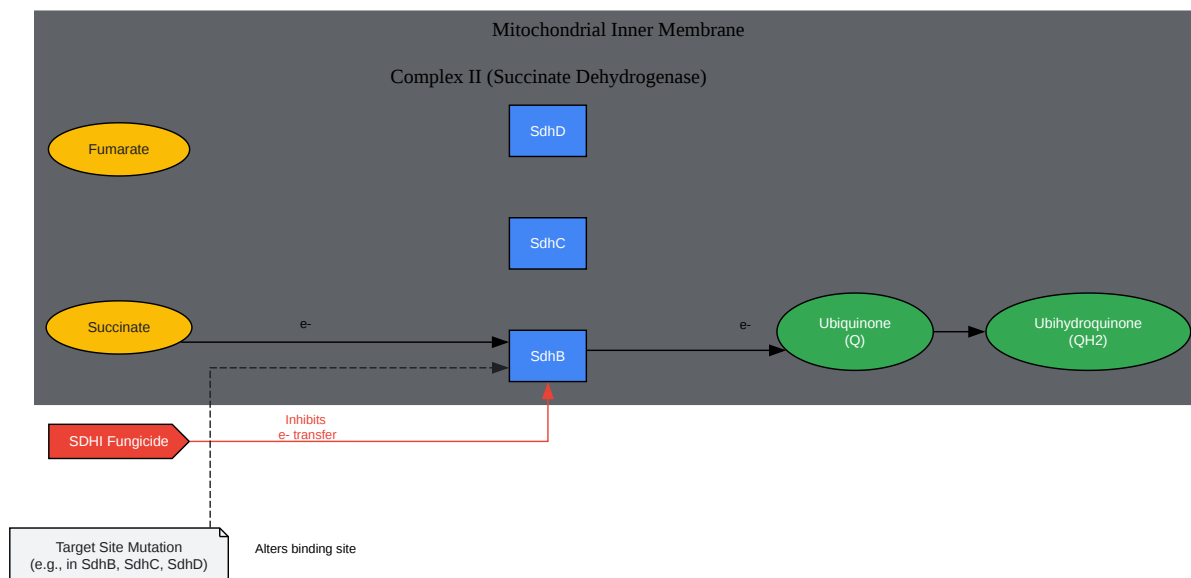 Mitochondrial Inner Membrane
Complex II (Succinate Dehydrogenase)
SdhD
Fumarate
SdhC
Succinate
e-
SdhB
e-
Ubiquinone
(Q)
Ubihydroquinone
(QH2)
Inhibits
e- transfer
SDHI Fungicide
Target Site Mutation
(e.g., in SdhB, SdhC, SdhD)
Alters binding site